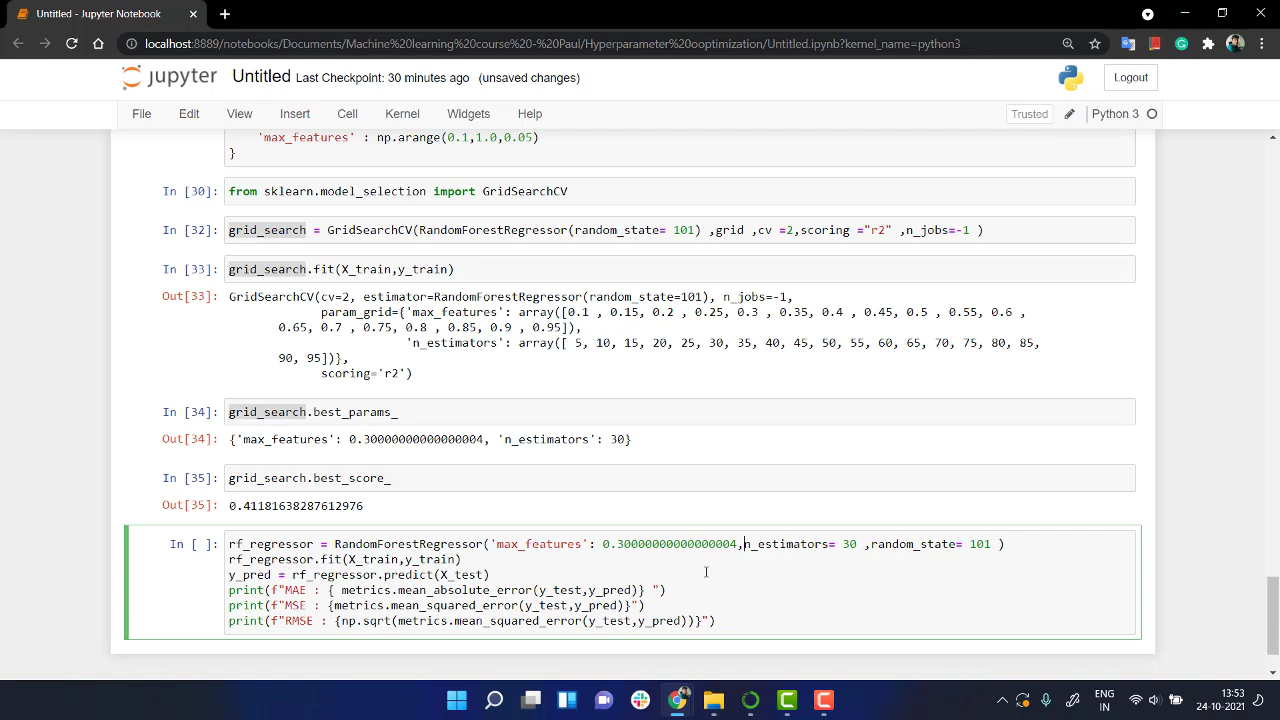 Untitled - Jupyter Notebook
localhost:8889/notebooks/Documents/Machine%20learning%20course%20-%20Paul/Hyperparameter%20ooptimization/Untitled.ipynb?kernel_name=python3
jupyter Untitled Last Checkpoint: 30 minutes ago (unsaved changes) Logout
File Edit View Insert Cell Kernel Widgets Help Trusted Python 3
'max_features' : np.arange(0.1,1.0,0.05)
}
In [30]: from sklearn.model_selection import GridSearchCV
In [32]: grid_search = GridSearchCV(RandomForestRegressor(random_state= 101) ,grid ,cv =2,scoring ="r2" ,n_jobs=-1 )
In [33]: grid_search.fit(X_train,y_train)
Out[33]: GridSearchCV(cv=2, estimator=RandomForestRegressor(random_state=101), n_jobs=-1,
param_grid={'max_features': array([0.1 , 0.15, 0.2 , 0.25, 0.3 , 0.35, 0.4 , 0.45, 0.5 , 0.55, 0.6 ,
0.65, 0.7 , 0.75, 0.8 , 0.85, 0.9 , 0.95]),
'n_estimators': array([ 5, 10, 15, 20, 25, 30, 35, 40, 45, 50, 55, 60, 65, 70, 75, 80, 85,
90, 95])},
scoring='r2')
In [34]: grid_search.best_params_
Out[34]: {'max_features': 0.30000000000000004, 'n_estimators': 30}
In [35]: grid_search.best_score_
Out[35]: 0.41181638287612976
In [ ]: rf_regressor = RandomForestRegressor('max_features': 0.30000000000000004,n_estimators= 30 ,random_state= 101 )
rf_regressor.fit(X_train,y_train)
y_pred = rf_regressor.predict(X_test)
print(f"MAE : { metrics.mean_absolute_error(y_test,y_pred)} ")
print(f"MSE : {metrics.mean_squared_error(y_test,y_pred)}")
print(f"RMSE : {np.sqrt(metrics.mean_squared_error(y_test,y_pred))}")
ENG 13:53
IN 24-10-2021